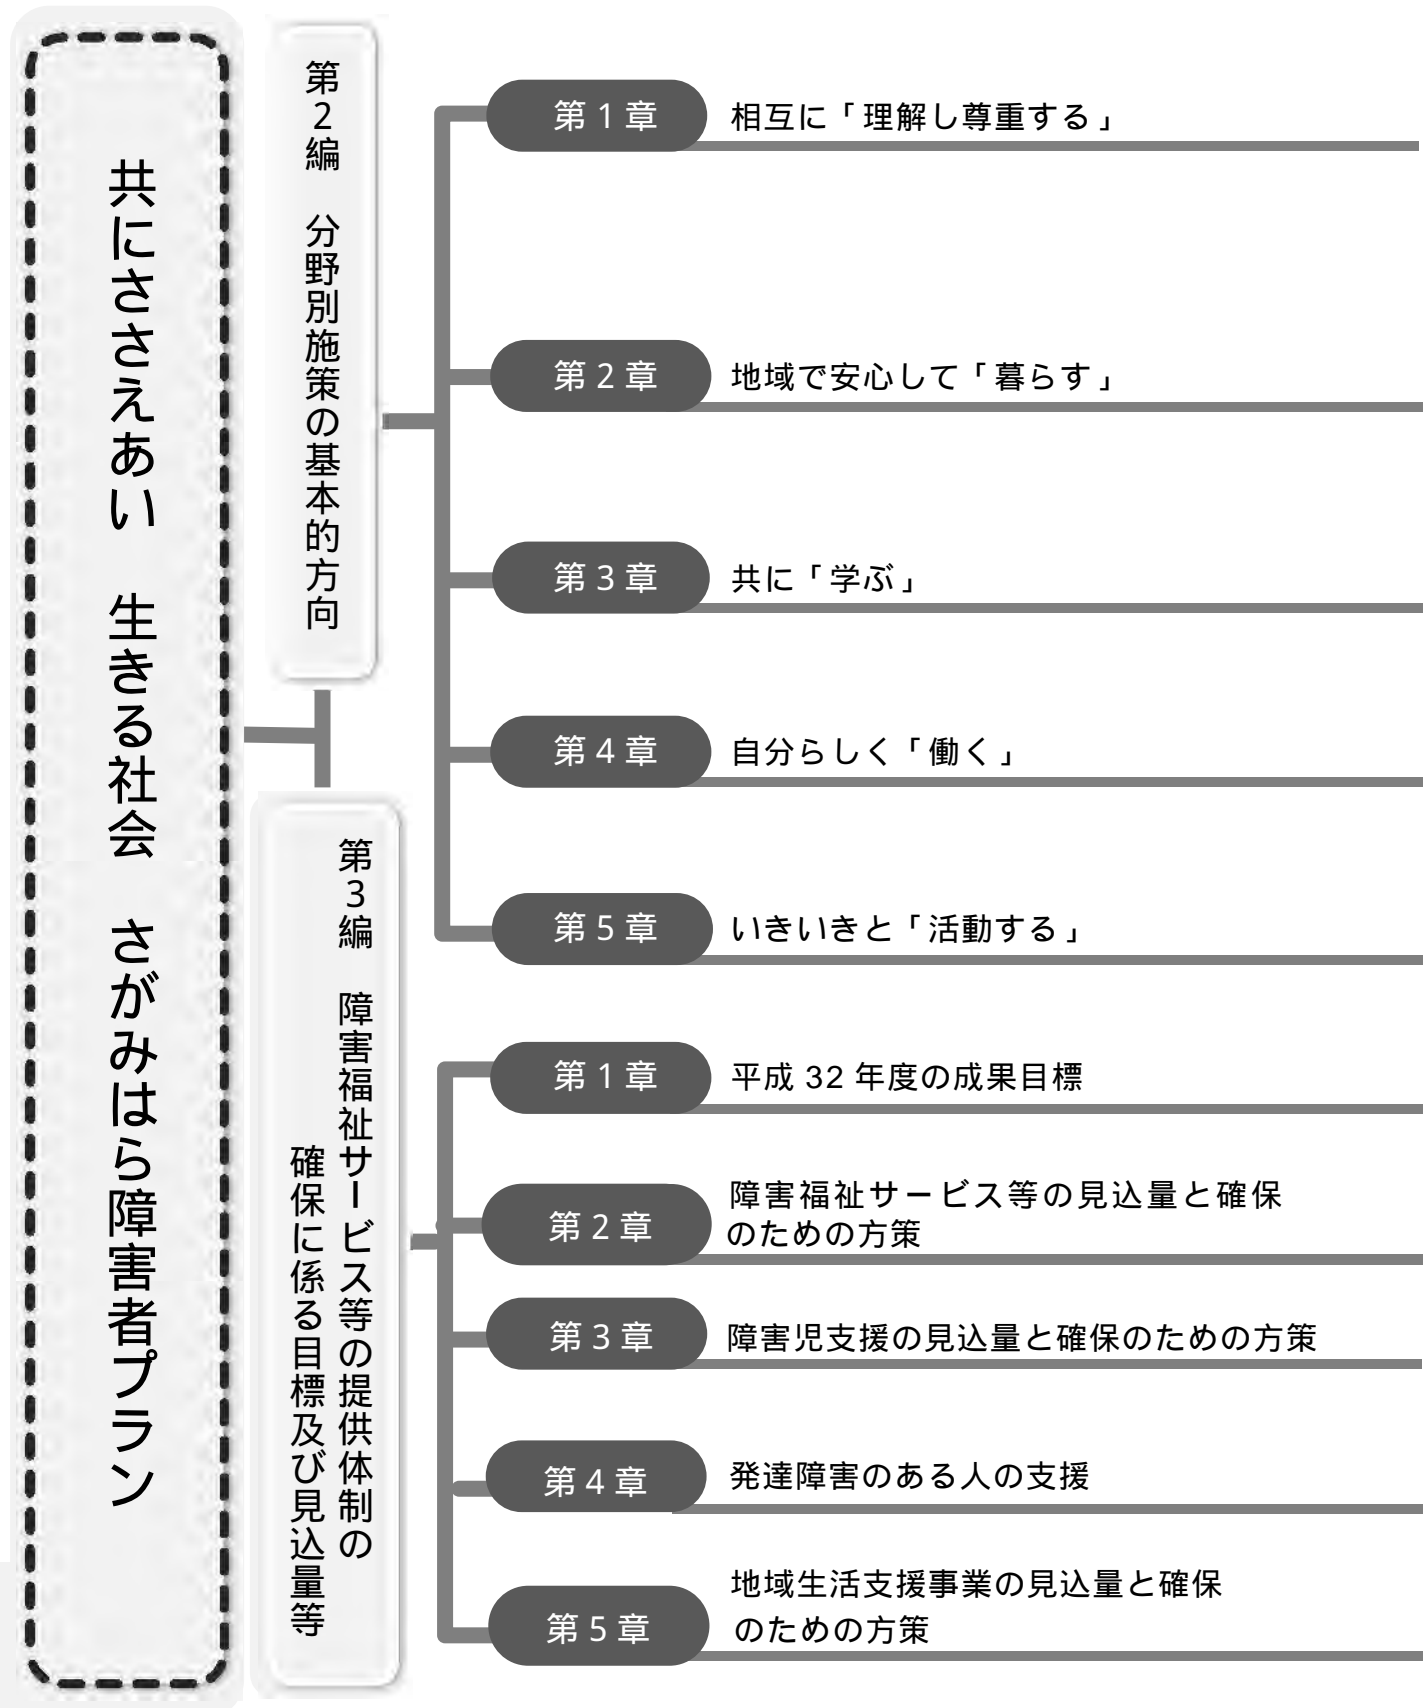 共にささえあい　生きる社会　さがみはら障害者プラン
第2編　分野別施策の基本的方向
第1章
相互に「理解し尊重する」
第2章
地域で安心して「暮らす」
第3章
共に「学ぶ」
第4章
自分らしく「働く」
第5章
いきいきと「活動する」
第3編　障害福祉サービス等の提供体制の
確保に係る目標及び見込量等
第1章
平成32年度の成果目標
第2章
障害福祉サービス等の見込量と確保
のための方策
第3章
障害児支援の見込量と確保のための方策
第4章
発達障害のある人の支援
第5章
地域生活支援事業の見込量と確保
のための方策